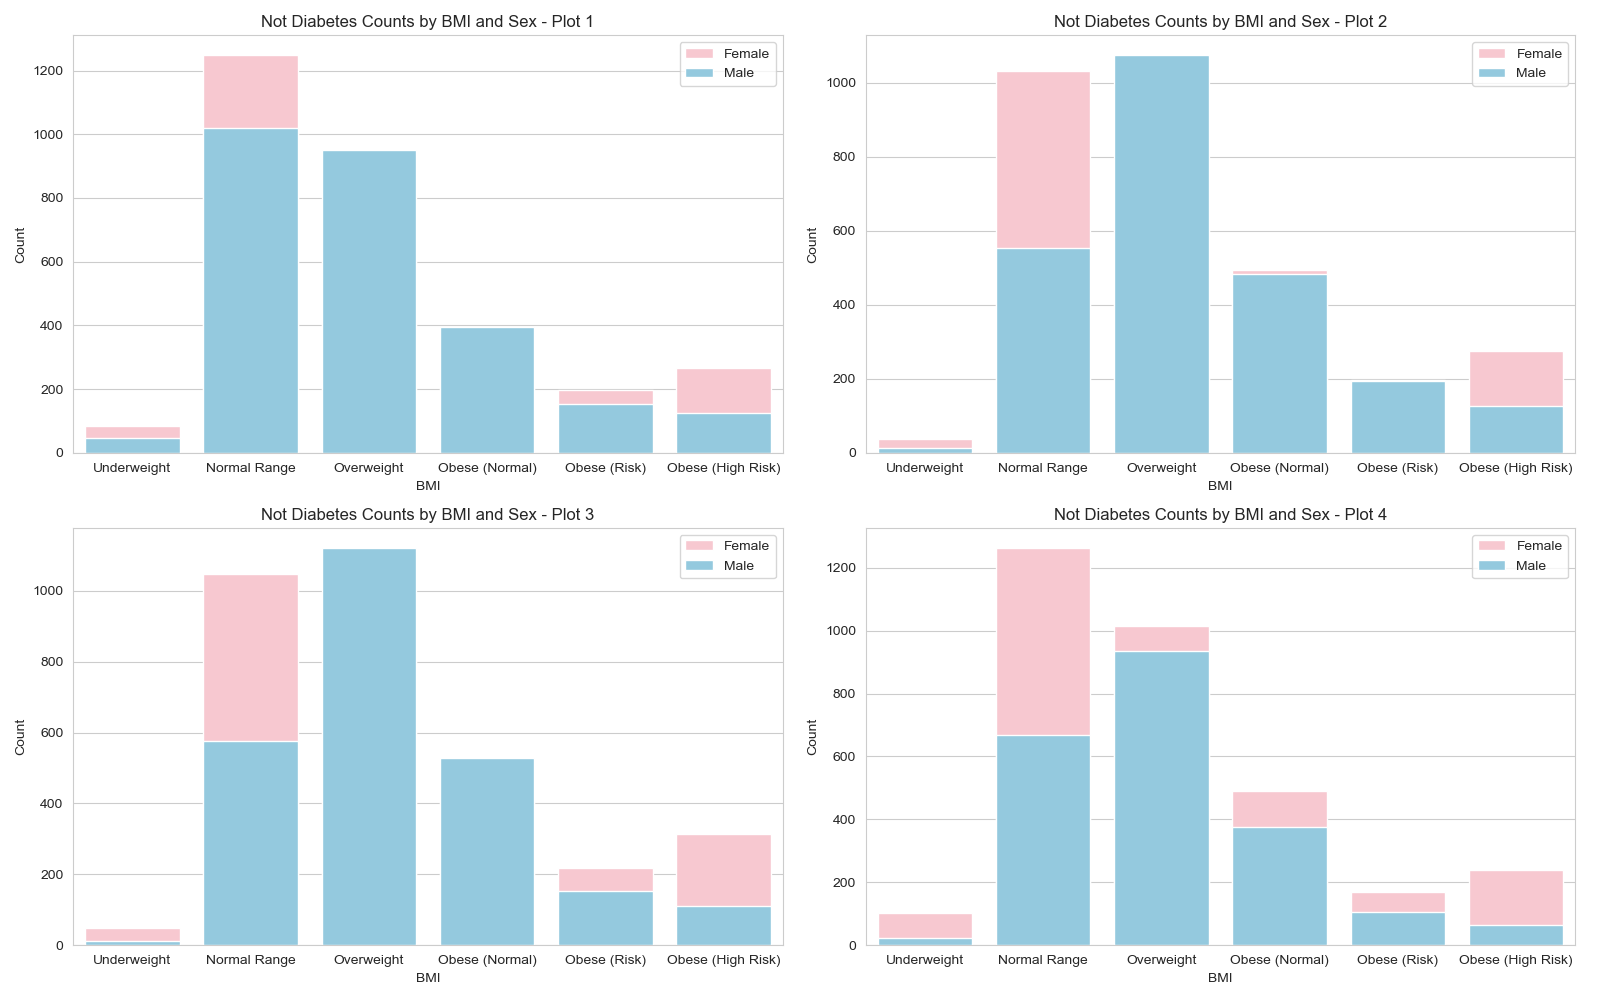 Not Diabetes Counts by BMI and Sex - Plot 1
Female
Male
1200
1000
800
600
400
200
0
Count
Underweight Normal Range Overweight Obese (Normal) Obese (Risk) Obese (High Risk)
BMI
Not Diabetes Counts by BMI and Sex - Plot 2
Female
Male
1000
800
600
400
200
0
Count
Underweight Normal Range Overweight Obese (Normal) Obese (Risk) Obese (High Risk)
BMI
Not Diabetes Counts by BMI and Sex - Plot 3
Female
Male
1000
800
600
400
200
0
Count
Underweight Normal Range Overweight Obese (Normal) Obese (Risk) Obese (High Risk)
BMI
Not Diabetes Counts by BMI and Sex - Plot 4
Female
Male
1200
1000
800
600
400
200
0
Count
Underweight Normal Range Overweight Obese (Normal) Obese (Risk) Obese (High Risk)
BMI